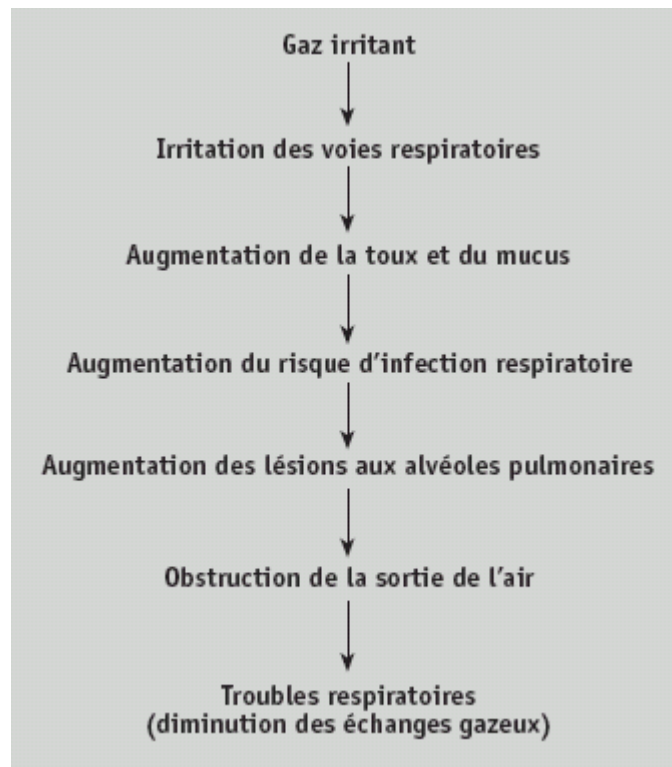 Gaz irritant
Irritation des voies respiratoires
Augmentation de la toux et du mucus
Augmentation du risque d'infection respiratoire
Augmentation des lésions aux alvéoles pulmonaires
Obstruction de la sortie de l'air
Troubles respiratoires
(diminution des échanges gazeux)